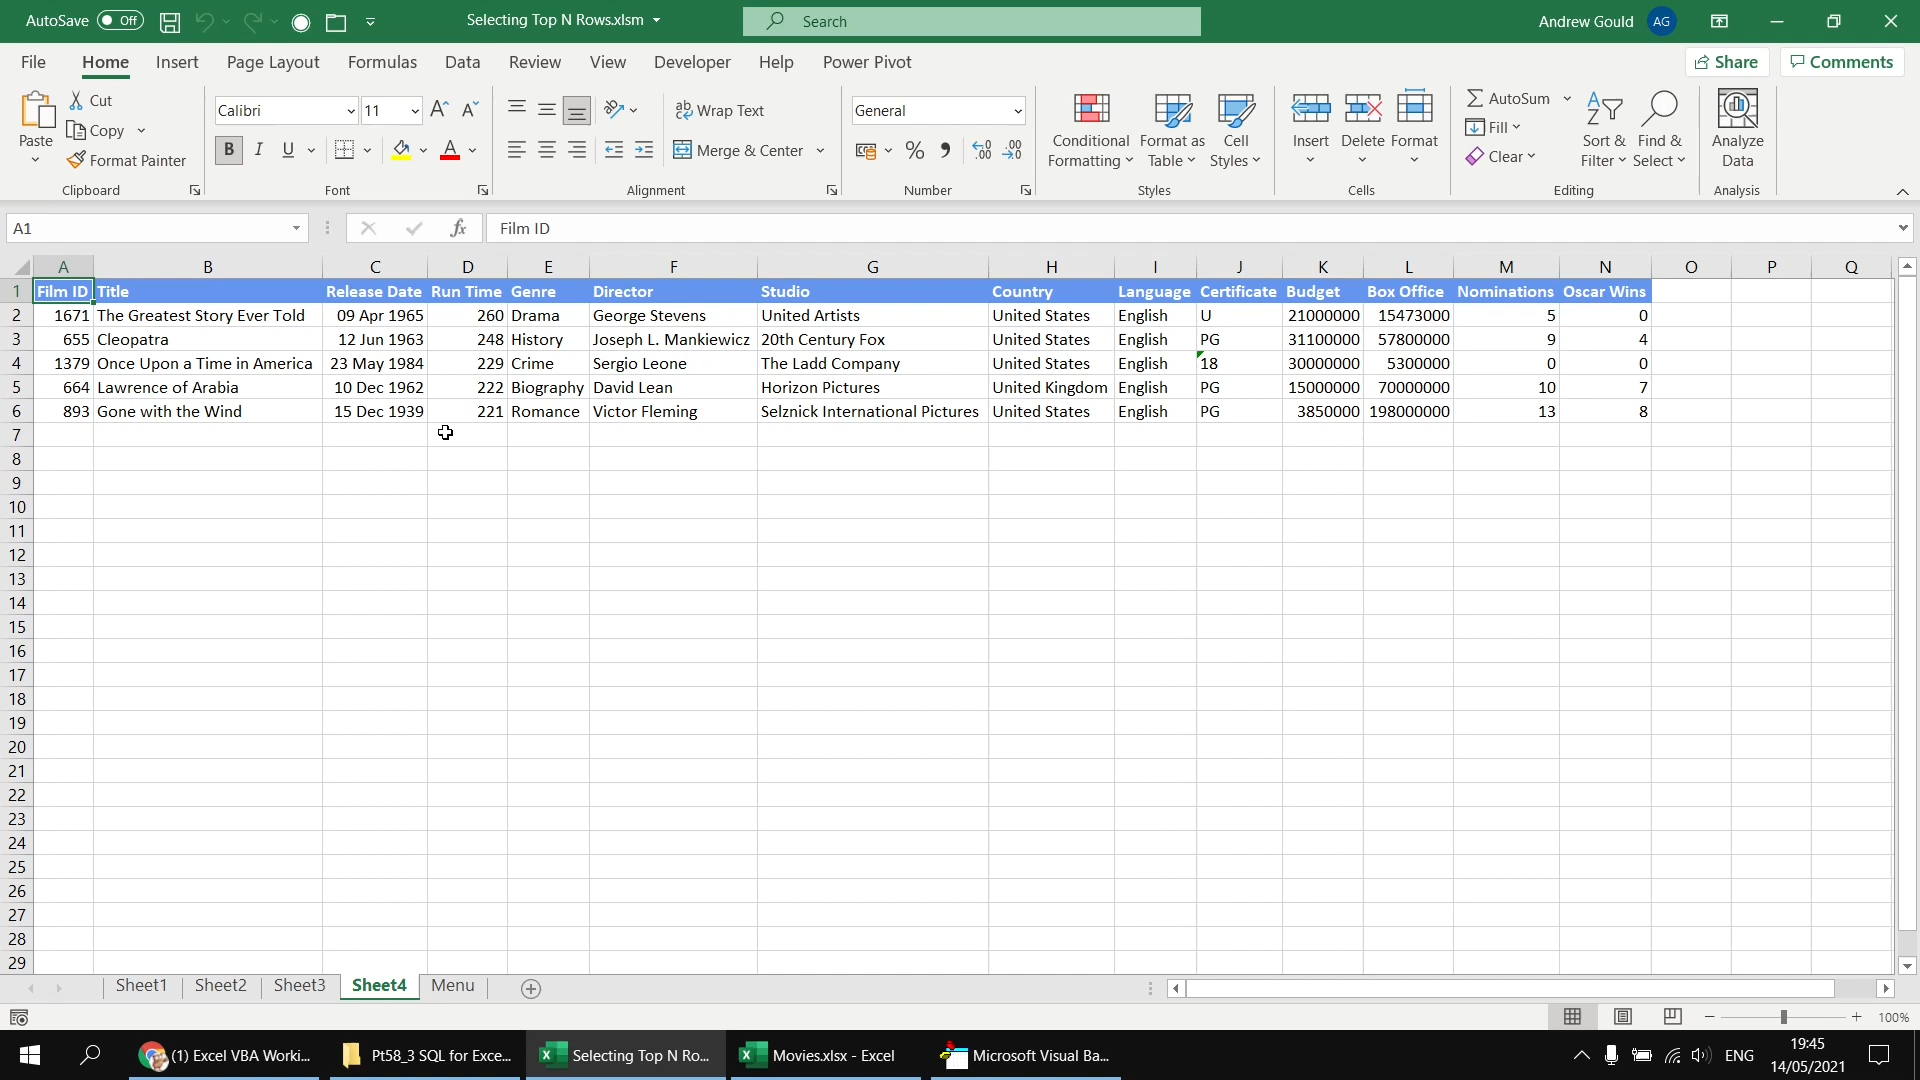 AutoSave Off Selecting Top N Rows.xlsm Search Andrew Gould AG
File Home Insert Page Layout Formulas Data Review View Developer Help Power Pivot Share Comments
Paste Cut Copy Format Painter Clipboard
Calibri 11 B I U A Font
ab Wrap Text Merge & Center Alignment
General % Number
Conditional Formatting Format as Table Cell Styles Styles
Insert Delete Format Cells
AutoSum Fill Clear Sort & Filter Find & Select Editing
Analyze Data Analysis
A1 fx Film ID
A B C D E F G H I J K L M N O P Q
1 Film ID Title Release Date Run Time Genre Director Studio Country Language Certificate Budget Box Office Nominations Oscar Wins
2 1671 The Greatest Story Ever Told 09 Apr 1965 260 Drama George Stevens United Artists United States English U 21000000 15473000 5 0
3 655 Cleopatra 12 Jun 1963 248 History Joseph L. Mankiewicz 20th Century Fox United States English PG 31100000 57800000 9 4
4 1379 Once Upon a Time in America 23 May 1984 229 Crime Sergio Leone The Ladd Company United States English 18 30000000 5300000 0 0
5 664 Lawrence of Arabia 10 Dec 1962 222 Biography David Lean Horizon Pictures United Kingdom English PG 15000000 70000000 10 7
6 893 Gone with the Wind 15 Dec 1939 221 Romance Victor Fleming Selznick International Pictures United States English PG 3850000 198000000 13 8
7
8
9
10
11
12
13
14
15
16
17
18
19
20
21
22
23
24
25
26
27
28
29
Sheet1 Sheet2 Sheet3 Sheet4 Menu
100%
(1) Excel VBA Worki... Pt58_3 SQL for Exce... Selecting Top N Ro... Movies.xlsx - Excel Microsoft Visual Ba... ENG 19:45
14/05/2021